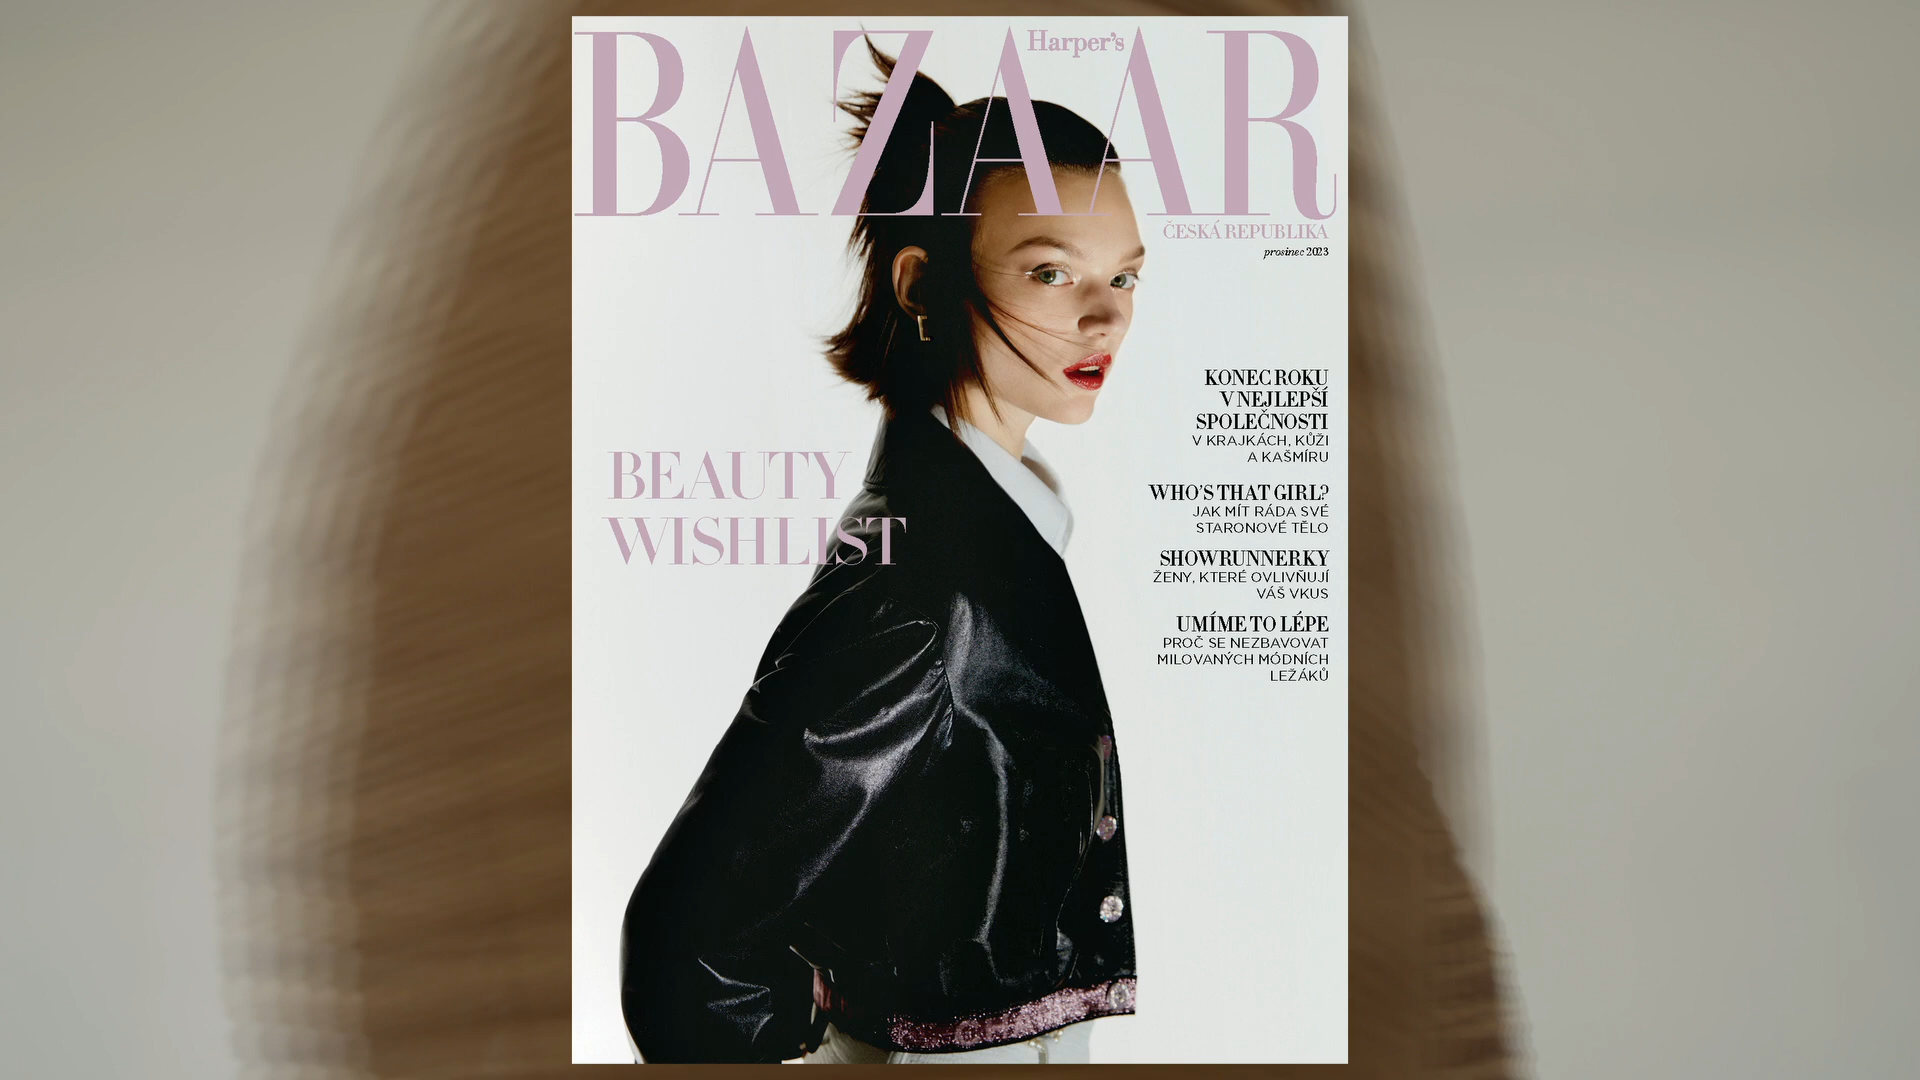 Harper's
BAZAAR
ČESKÁ REPUBLIKA
prosinec 2023
BEAUTY
WISHLIST
KONEC ROKU
V NEJLEPŠÍ
SPOLEČNOSTI
V KRAJKÁCH, KŮŽI
A KAŠMÍRU
WHO'S THAT GIRL?
JAK MÍT RÁDA SVÉ
STARONOVÉ TĚLO
SHOWRUNNERKY
ŽENY, KTERÉ OVLIVŇUJÍ
VÁŠ VKUS
UMÍME TO LÉPE
PROČ SE NEZBAVOVAT
MILOVANÝCH MÓDNÍCH
LEŽÁKŮ